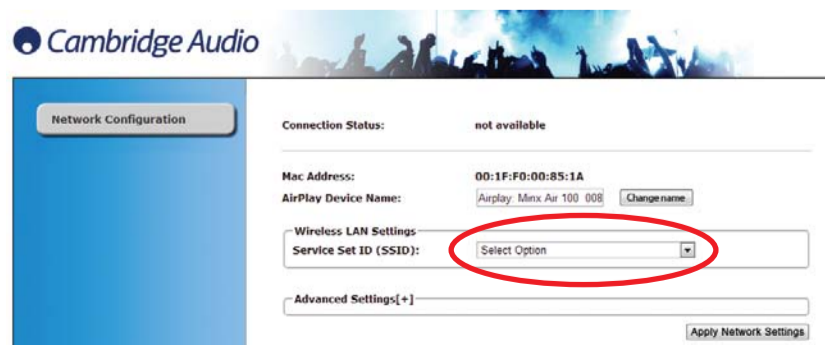 Cambridge Audio
Network Configuration
Connection Status: not available
Mac Address: 00:1F:F0:00:85:1A
AirPlay Device Name: Airplay: Minx Air 100 008 Change name
Wireless LAN Settings
Service Set ID (SSID): Select Option
Advanced Settings[+]
Apply Network Settings